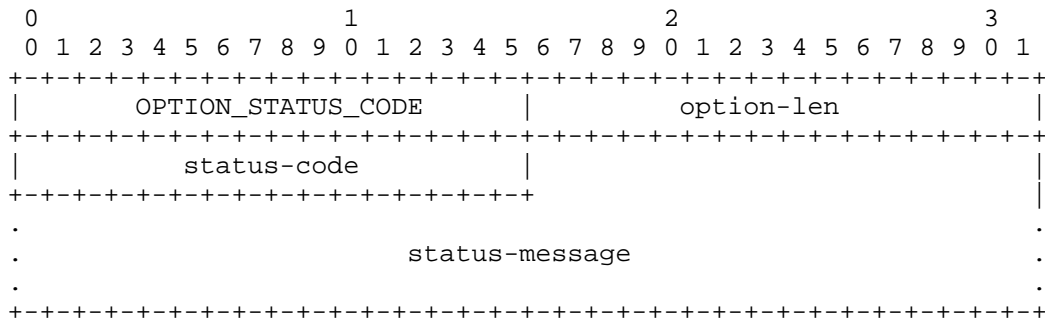 0                   1                   2                   3
 0 1 2 3 4 5 6 7 8 9 0 1 2 3 4 5 6 7 8 9 0 1 2 3 4 5 6 7 8 9 0 1
+-+-+-+-+-+-+-+-+-+-+-+-+-+-+-+-+-+-+-+-+-+-+-+-+-+-+-+-+-+-+-+-+
|       OPTION_STATUS_CODE      |         option-len            |
+-+-+-+-+-+-+-+-+-+-+-+-+-+-+-+-+-+-+-+-+-+-+-+-+-+-+-+-+-+-+-+-+
|          status-code          |                               |
+-+-+-+-+-+-+-+-+-+-+-+-+-+-+-+-+                               |
.                                                               .
.                        status-message                         .
.                                                               .
+-+-+-+-+-+-+-+-+-+-+-+-+-+-+-+-+-+-+-+-+-+-+-+-+-+-+-+-+-+-+-+-+